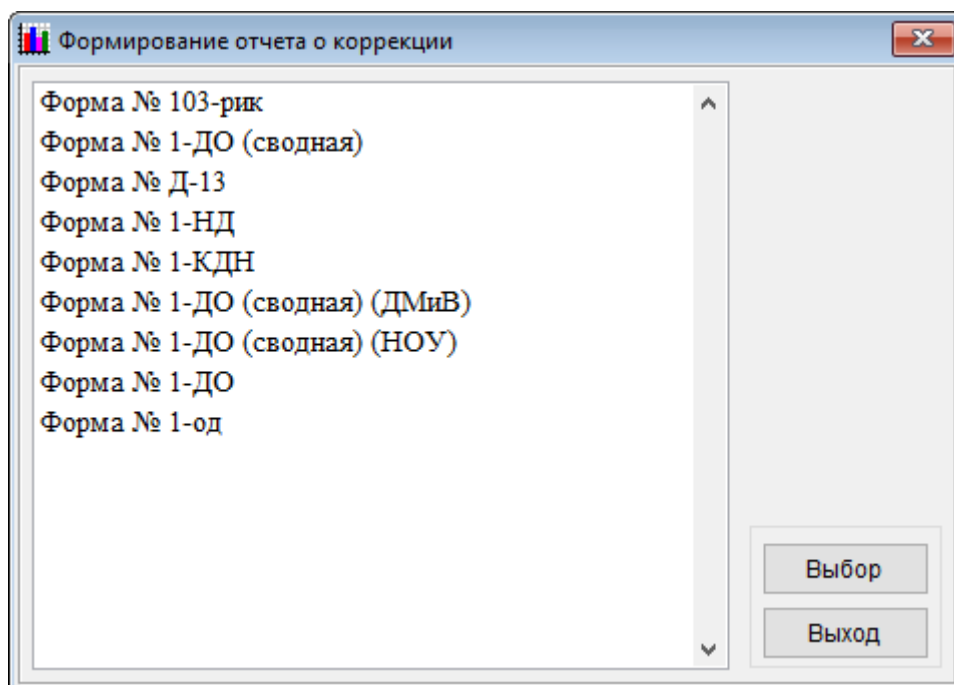 Формирование отчета о коррекции
Форма № 103-рик
Форма № 1-ДО (сводная)
Форма № Д-13
Форма № 1-НД
Форма № 1-КДН
Форма № 1-ДО (сводная) (ДМиВ)
Форма № 1-ДО (сводная) (НОУ)
Форма № 1-ДО
Форма № 1-од
Выбор
Выход